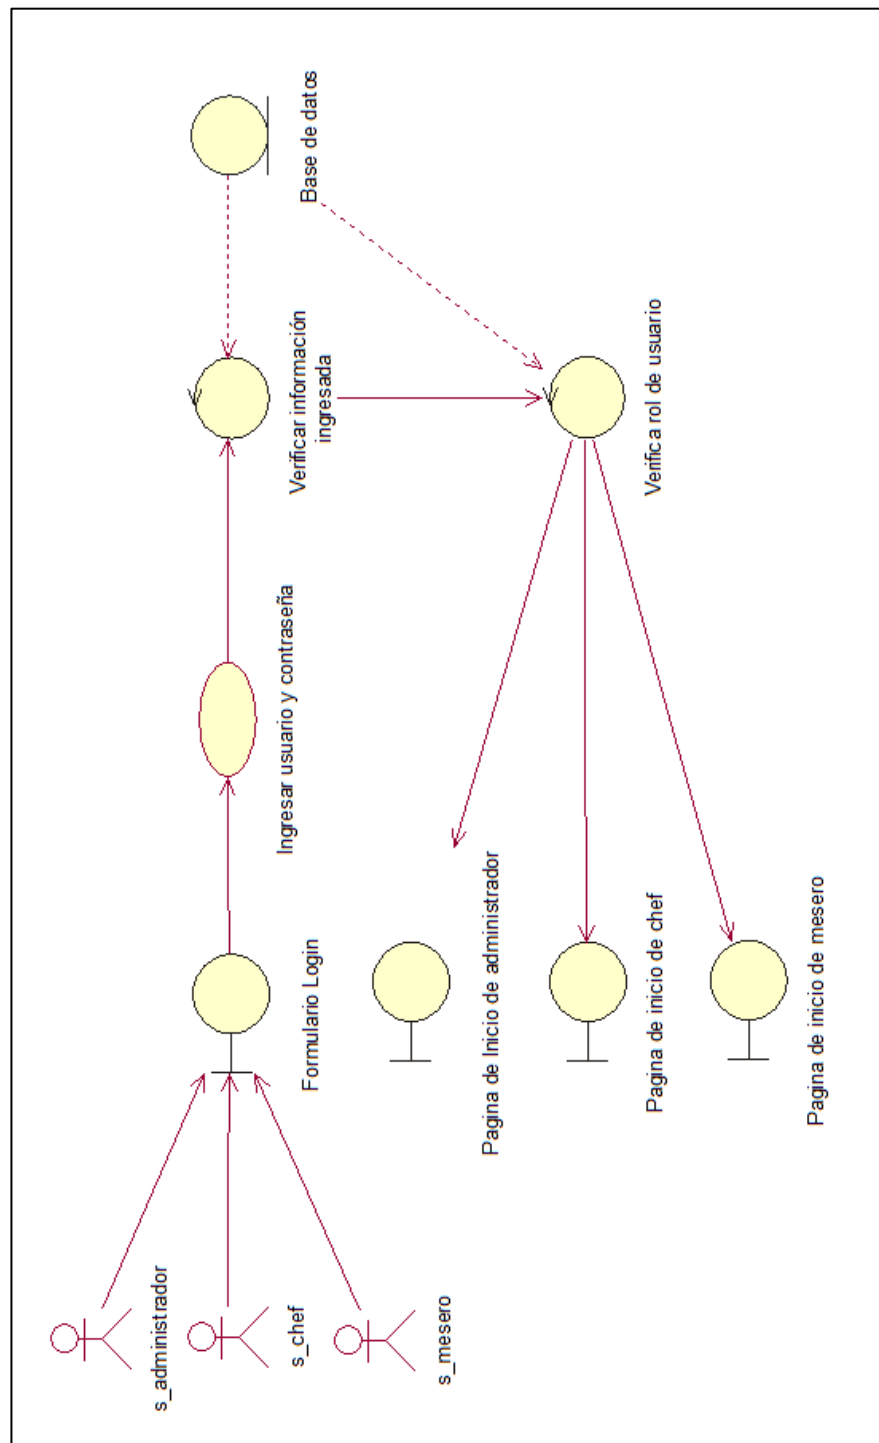 s_administrador
s_chef
s_mesero
Formulario Login
Ingresar usuario y contraseña
Verificar información
ingresada
Base de datos
Pagina de Inicio de administrador
Pagina de inicio de chef
Pagina de inicio de mesero
Verifica rol de usuario